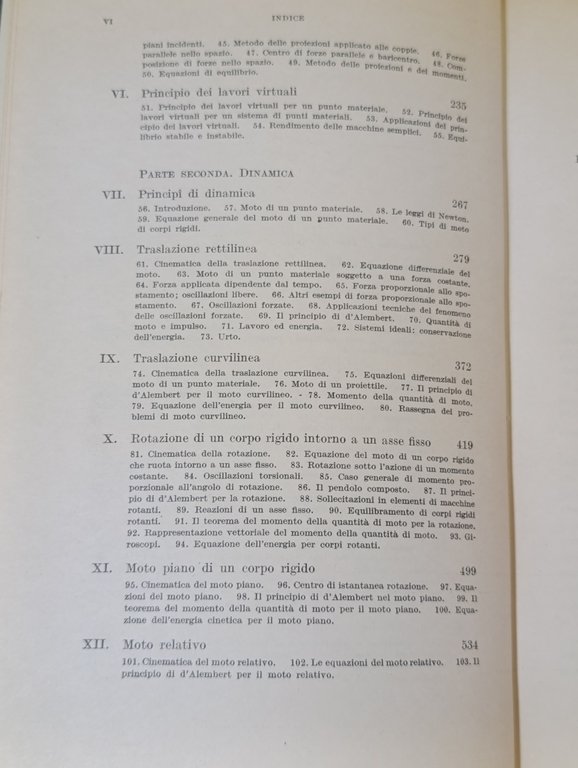 VI INDICE
piani incidenti. 45. Metodo delle proiezioni applicato alle coppie. 46. Forze
parallele nello spazio. 47. Centro di forze parallele e baricentro. 48. Com-
posizione di forze nello spazio. 49. Metodo delle proiezioni e dei momenti.
50. Equazioni di equilibrio.
VI. Principio dei lavori virtuali 235
51. Principio dei lavori virtuali per un punto materiale. 52. Principio dei
lavori virtuali per un sistema di punti materiali. 53. Applicazioni del prin-
cipio dei lavori virtuali. 54. Rendimento delle macchine semplici. 55. Equi-
librio stabile e instabile.
PARTE SECONDA. DINAMICA
VII. Principî di dinamica 267
56. Introduzione. 57. Moto di un punto materiale. 58. Le leggi di Newton.
59. Equazione generale del moto di un punto materiale. 60. Tipi di moto
di corpi rigidi.
VIII. Traslazione rettilinea 279
61. Cinematica della traslazione rettilinea. 62. Equazione differenziale del
moto. 63. Moto di un punto materiale soggetto a una forza costante.
64. Forza applicata dipendente dal tempo. 65. Forza proporzionale allo spo-
stamento; oscillazioni libere. 66. Altri esempi di forza proporzionale allo spo-
stamento. 67. Oscillazioni forzate. 68. Applicazioni tecniche del fenomeno
delle oscillazioni forzate. 69. Il principio di d'Alembert. 70. Quantità di
moto e impulso. 71. Lavoro ed energia. 72. Sistemi ideali: conservazione
dell'energia. 73. Urto.
IX. Traslazione curvilinea 372
74. Cinematica della traslazione curvilinea. 75. Equazioni differenziali del
moto di un punto materiale. 76. Moto di un proiettile. 77. Il principio di
d'Alembert per il moto curvilineo. - 78. Momento della quantità di moto.
79. Equazione dell'energia per il moto curvilineo. 80. Rassegna dei pro-
blemi di moto curvilineo.
X. Rotazione di un corpo rigido intorno a un asse fisso 419
81. Cinematica della rotazione. 82. Equazione del moto di un corpo rigido
che ruota intorno a un asse fisso. 83. Rotazione sotto l'azione di un momento
costante. 84. Oscillazioni torsionali. 85. Caso generale di momento pro-
porzionale all'angolo di rotazione. 86. Il pendolo composto. 87. Il princi-
pio di d'Alembert per la rotazione. 88. Sollecitazioni in elementi di macchine
rotanti. 89. Reazioni di un asse fisso. 90. Equilibramento di corpi rigidi
rotanti. 91. Il teorema del momento della quantità di moto per la rotazione.
92. Rappresentazione vettoriale del momento della quantità di moto. 93. Gi-
roscopi. 94. Equazione dell'energia per corpi rotanti.
XI. Moto piano di un corpo rigido 499
95. Cinematica del moto piano. 96. Centro di istantanea rotazione. 97. Equa-
zioni del moto piano. 98. Il principio di d'Alembert nel moto piano. 99. Il
teorema del momento della quantità di moto per il moto piano. 100. Equa-
zione dell'energia cinetica per il moto piano.
XII. Moto relativo 534
101. Cinematica del moto relativo. 102. Le equazioni del moto relativo. 103. Il
principio di d'Alembert per il moto relativo.